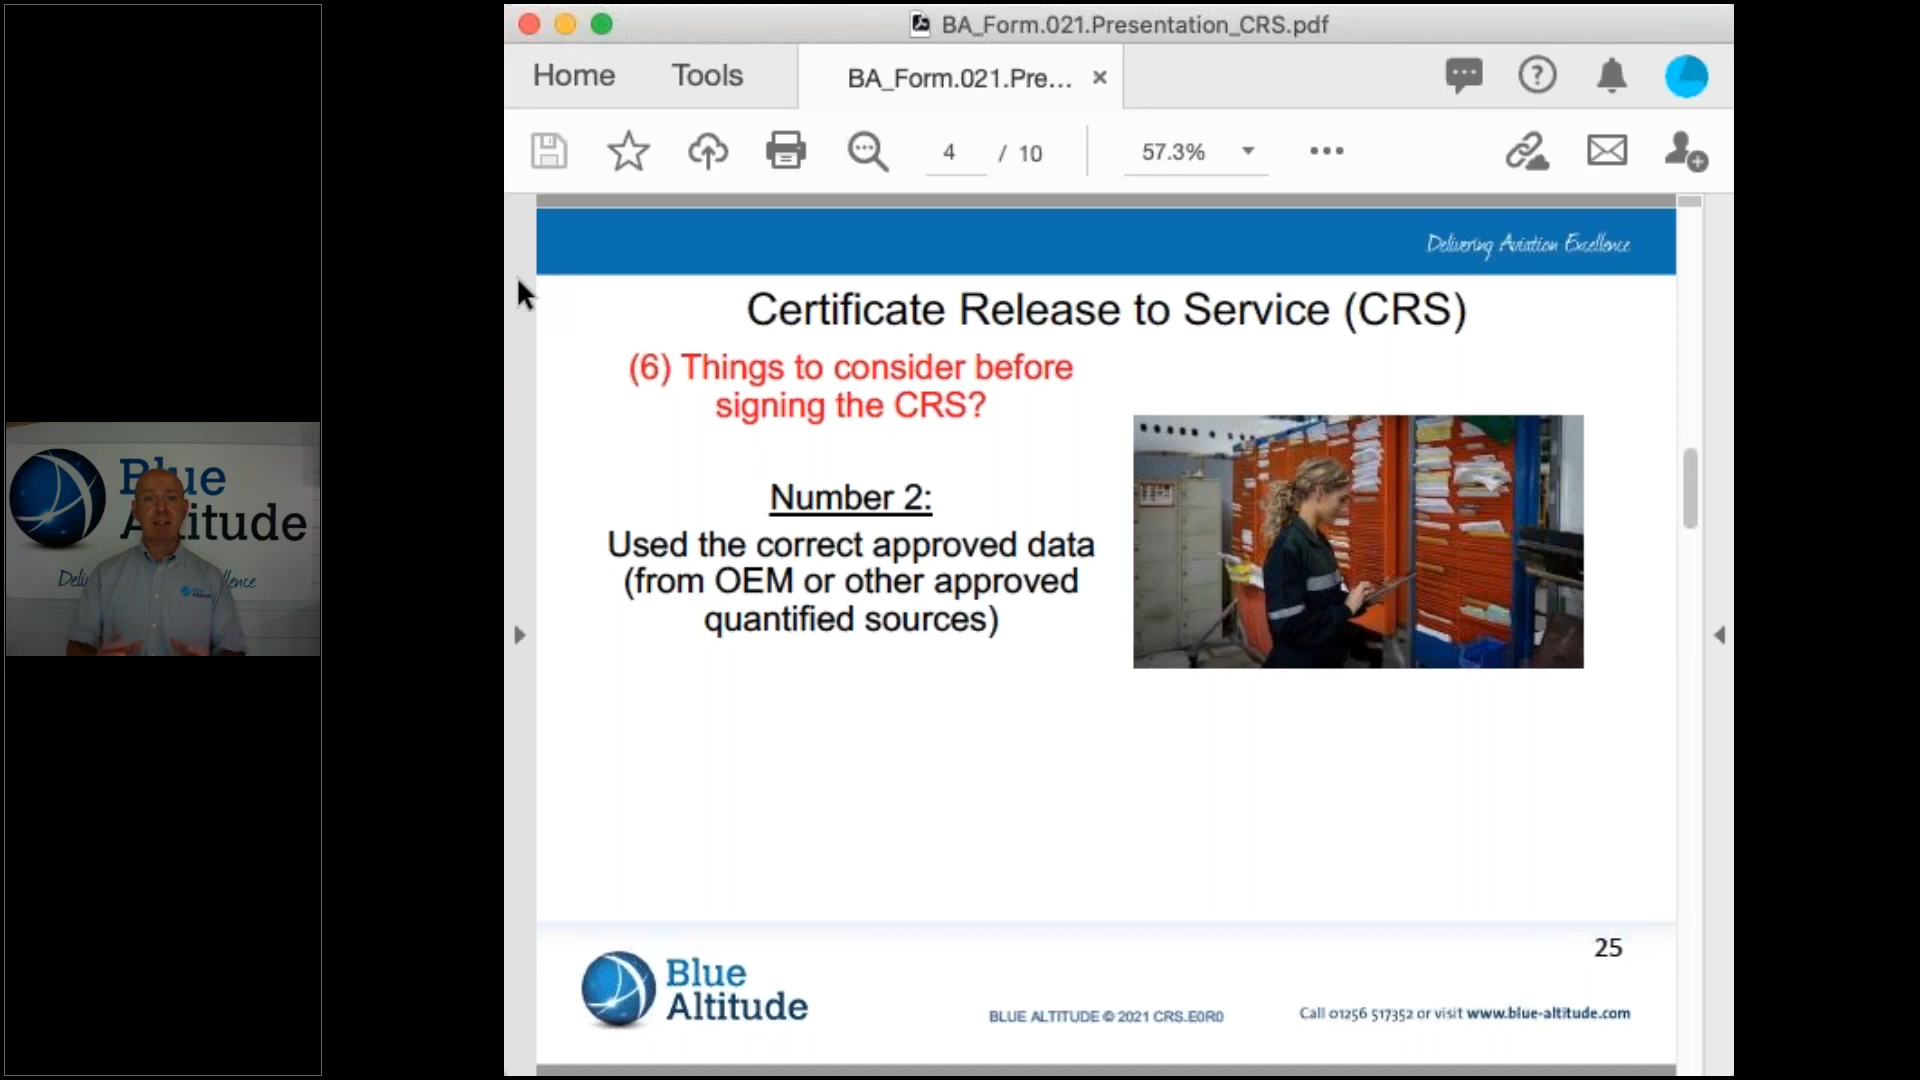 Blue
Altitude
BA_Form.021.Presentation_CRS.pdf
Home
Tools
BA_Form.021.Pre...
4 / 10
57.3%
Delivering Aviation Excellence
Certificate Release to Service (CRS)
(6) Things to consider before
signing the CRS?
Number 2:
Used the correct approved data
(from OEM or other approved
quantified sources)
25
Blue
Altitude
BLUE ALTITUDE © 2021 CRS.E0R0
Call 01256 517352 or visit www.blue-altitude.com